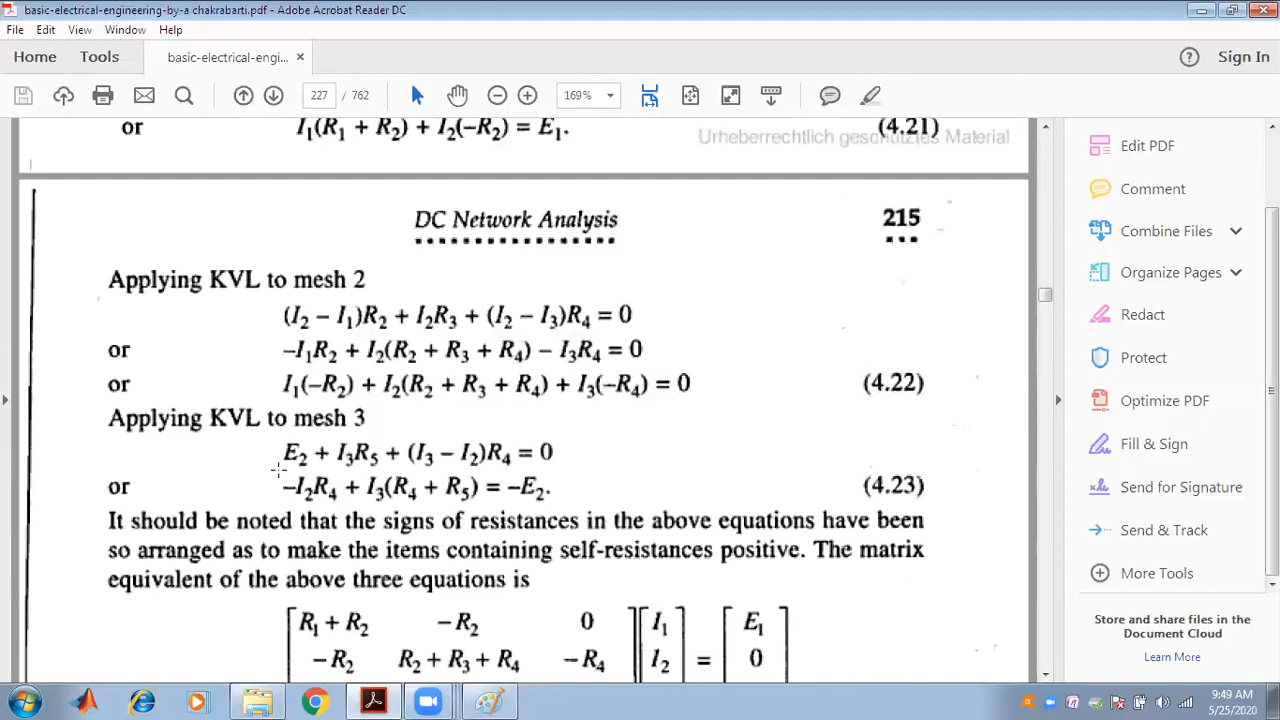 basic-electrical-engineering-by-a chakrabarti.pdf - Adobe Acrobat Reader DC
File Edit View Window Help
Home Tools basic-electrical-engi... × Sign In
227 / 762 169%
or I₁(R₁ + R₂) + I₂(–R₂) = E₁. (4.21)
Urheberrechtlich geschütztes Material
DC Network Analysis 215
Applying KVL to mesh 2
(I₂ – I₁)R₂ + I₂R₃ + (I₂ – I₃)R₄ = 0
or –I₁R₂ + I₂(R₂ + R₃ + R₄) – I₃R₄ = 0
or I₁(–R₂) + I₂(R₂ + R₃ + R₄) + I₃(–R₄) = 0 (4.22)
Applying KVL to mesh 3
E₂ + I₃R₅ + (I₃ – I₂)R₄ = 0
or –I₂R₄ + I₃(R₄ + R₅) = –E₂. (4.23)
It should be noted that the signs of resistances in the above equations have been
so arranged as to make the items containing self-resistances positive. The matrix
equivalent of the above three equations is
R₁ + R₂ –R₂ 0 I₁ E₁
–R₂ R₂ + R₃ + R₄ –R₄ I₂ = 0
Edit PDF
Comment
Combine Files
Organize Pages
Redact
Protect
Optimize PDF
Fill & Sign
Send for Signature
Send & Track
More Tools
Store and share files in the
Document Cloud
Learn More
9:49 AM
5/25/2020